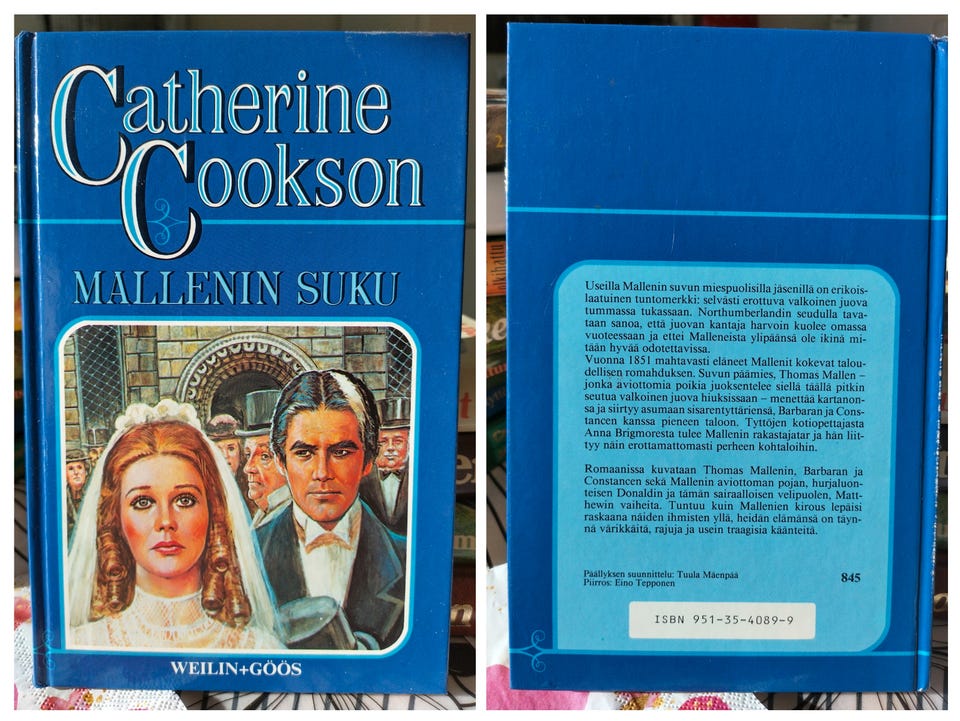 Catherine
Cookson
MALLENIN SUKU
WEILIN+GÖÖS
Useilla Mallenin suvun miespuolisilla jäsenillä on erikois-
laatuinen tuntomerkki: selvästi erottuva valkoinen juova
tummassa tukassaan. Northumberlandin seudulla tava-
taan sanoa, että juovan kantaja harvoin kuolee omassa
vuoteessaan ja ettei Malleneista ylipäänsä ole ikinä mi-
tään hyvää odotettavissa.
Vuonna 1851 mahtavasti eläneet Mallenit kokevat talou-
dellisen romahduksen. Suvun päämies, Thomas Mallen –
jonka aviottomia poikia juoksentelee siellä täällä pitkin
seutua valkoinen juova hiuksissaan – menettää kartanon-
sa ja siirtyy asumaan sisarentyttäriensä, Barbaran ja Cons-
tancen kanssa pieneen taloon. Tyttöjen kotiopettajasta
Anna Brigmoresta tulee Mallenin rakastajatar ja hän liit-
tyy näin erottamattomasti perheen kohtaloihin.
Romaanissa kuvataan Thomas Mallenin, Barbaran ja
Constancen sekä Mallenin aviottoman pojan, hurjaluon-
teisen Donaldin ja tämän sairaalloisen velipuolen, Matt-
hewin vaiheita. Tuntuu kuin Mallenien kirous lepäisi
raskaana näiden ihmisten yllä, heidän elämänsä on täyn-
nä värikkäitä, rajuja ja usein traagisia käänteitä.
Päällyksen suunnittelu: Tuula Mäenpää
Piirros: Eino Tepponen
845
ISBN 951-35-4089-9